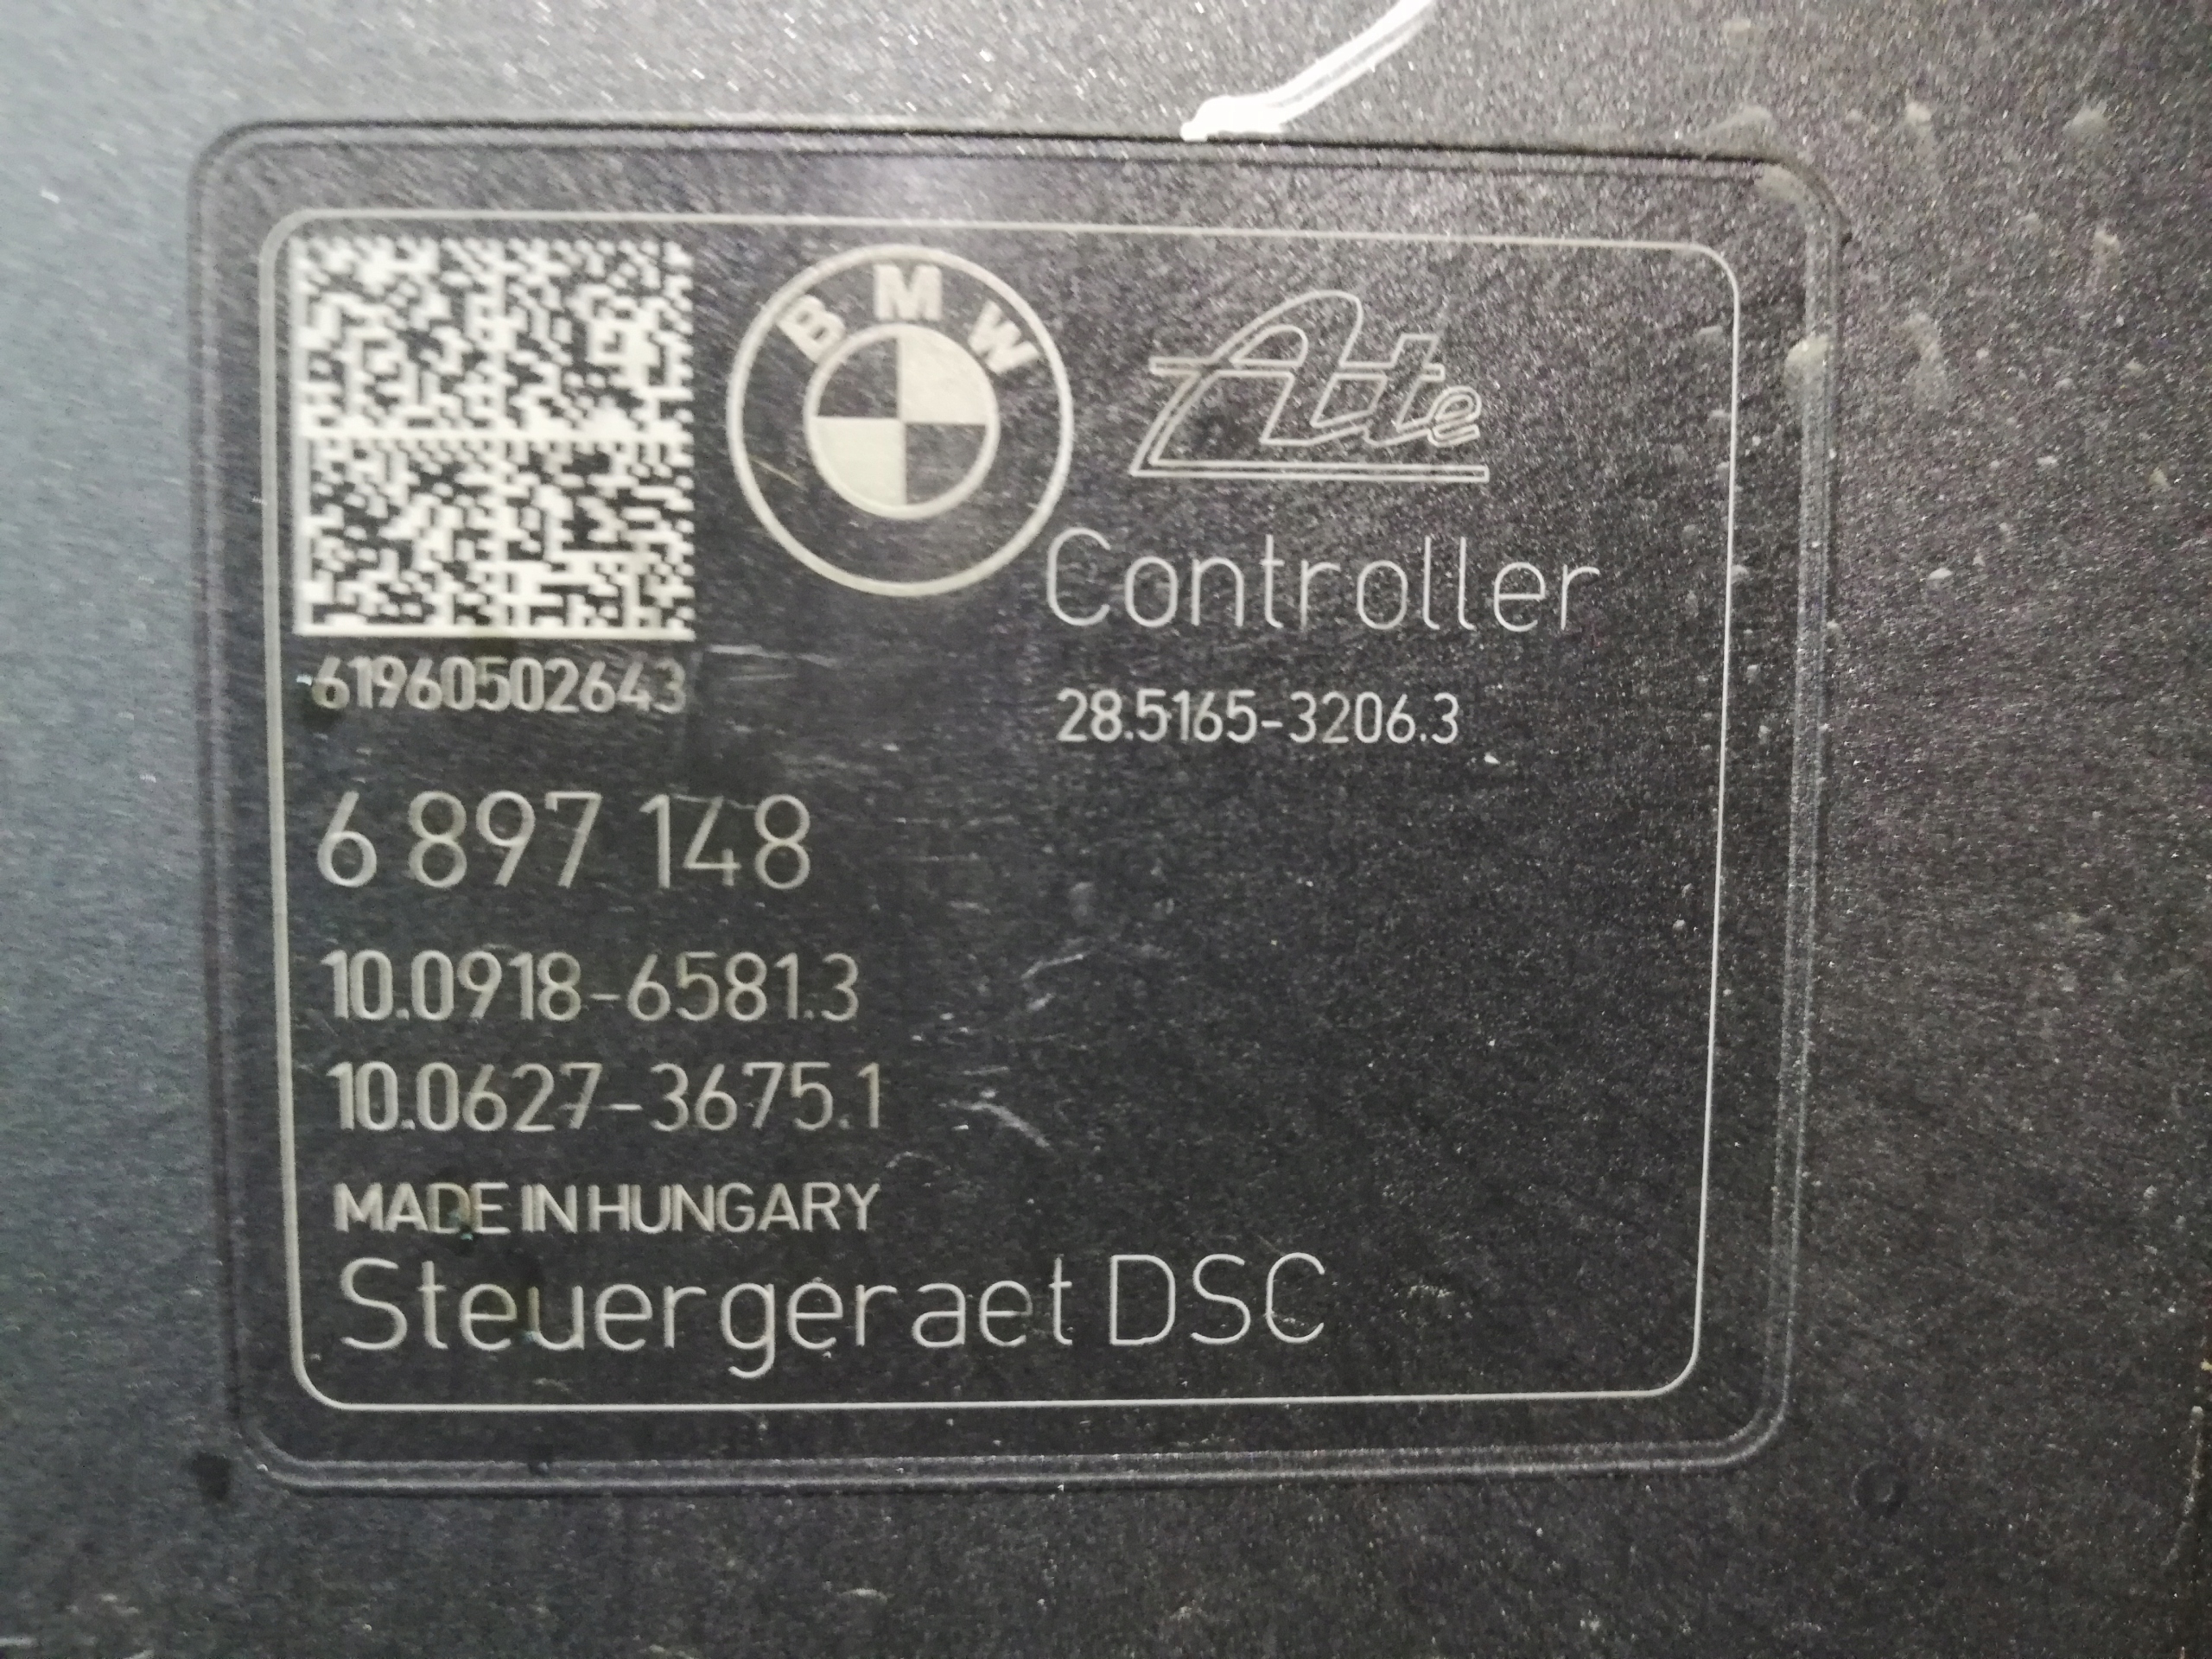 BMW
Ate
Controller
61960502643
28.5165-3206.3
6 897 148
10.0918-6581.3
10.0627-3675.1
MADE IN HUNGARY
Steuergeraet DSC